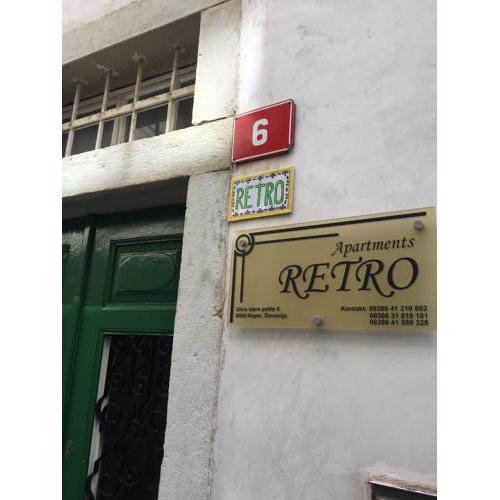 6
RETRO
Apartments
RETRO
Ulica stare pošte 6
6000 Koper, Slovenija
Kontakt: 00386 41 210 802
00386 31 819 101
00386 41 559 328